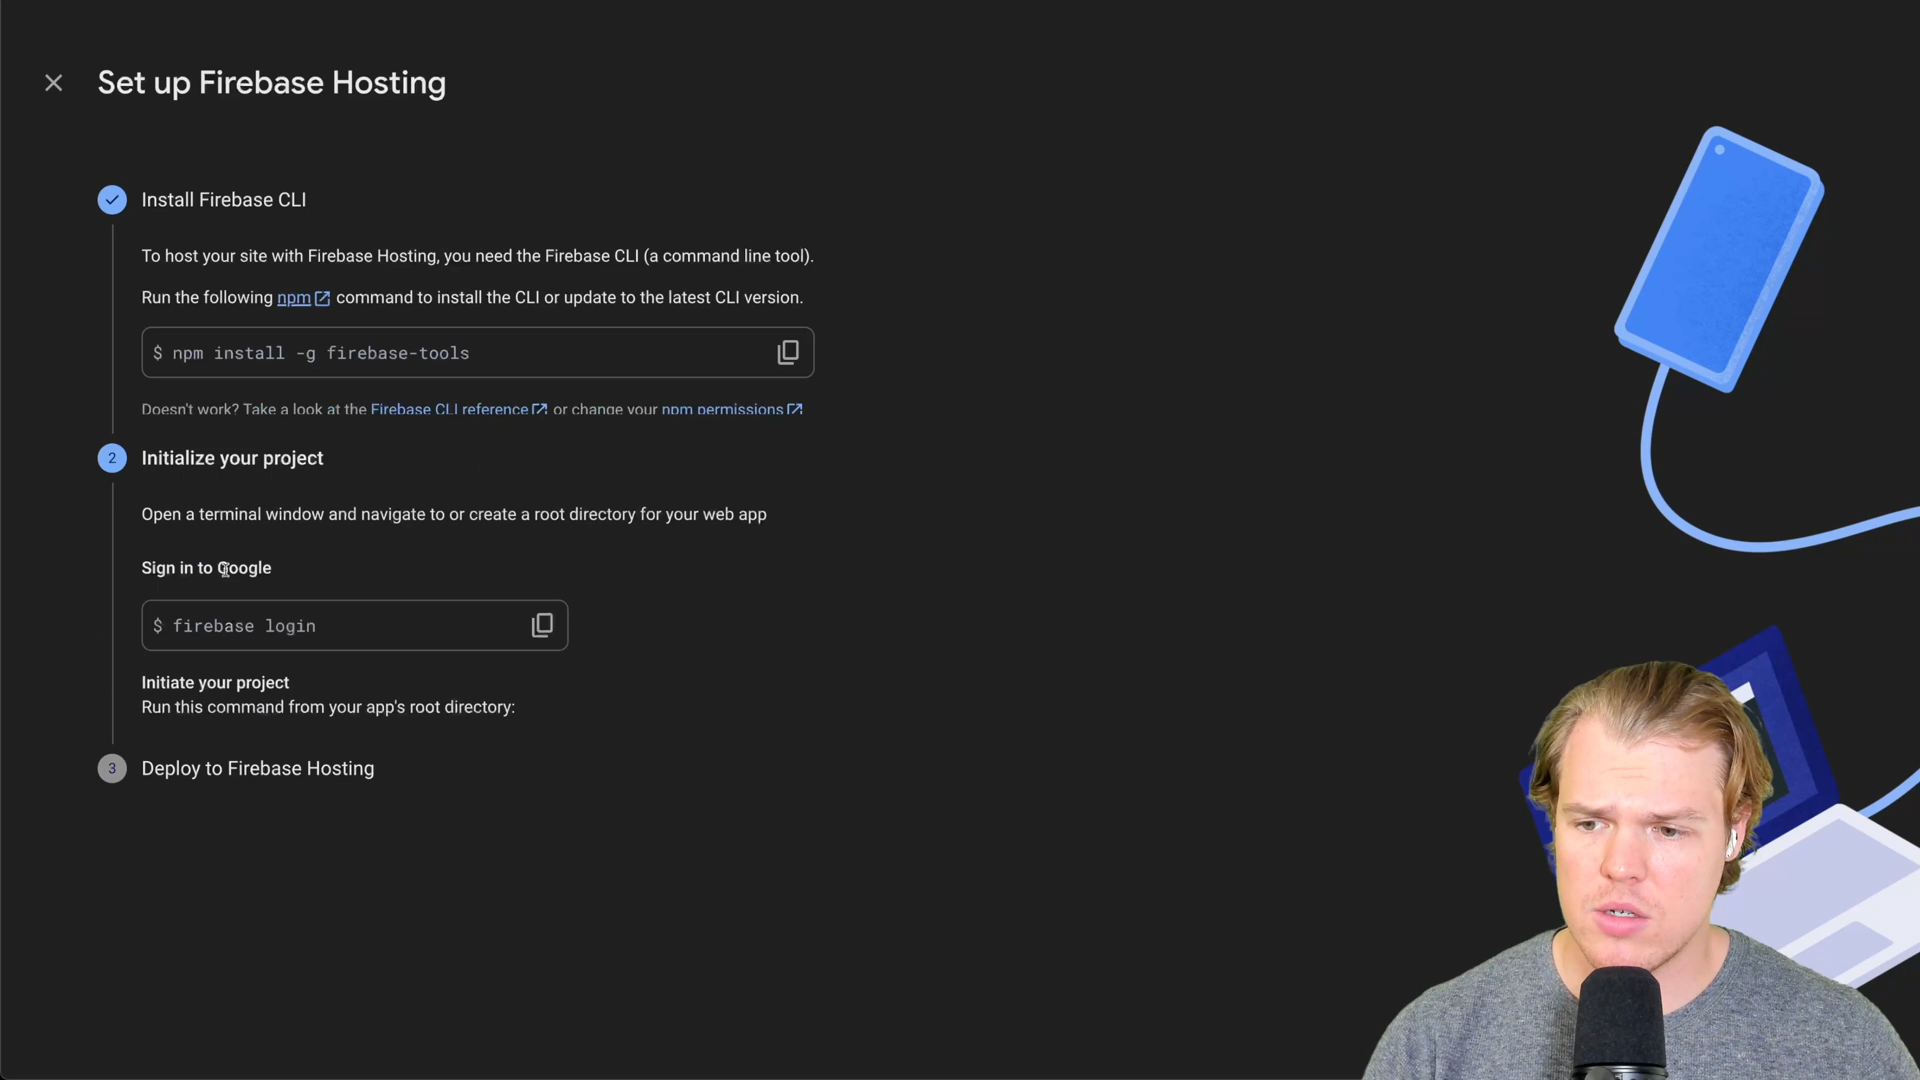 Set up Firebase Hosting
Install Firebase CLI
To host your site with Firebase Hosting, you need the Firebase CLI (a command line tool).
Run the following npm command to install the CLI or update to the latest CLI version.
$ npm install -g firebase-tools
Doesn't work? Take a look at the Firebase CLI reference or change your npm permissions
2 Initialize your project
Open a terminal window and navigate to or create a root directory for your web app
Sign in to Google
$ firebase login
Initiate your project
Run this command from your app's root directory:
3 Deploy to Firebase Hosting